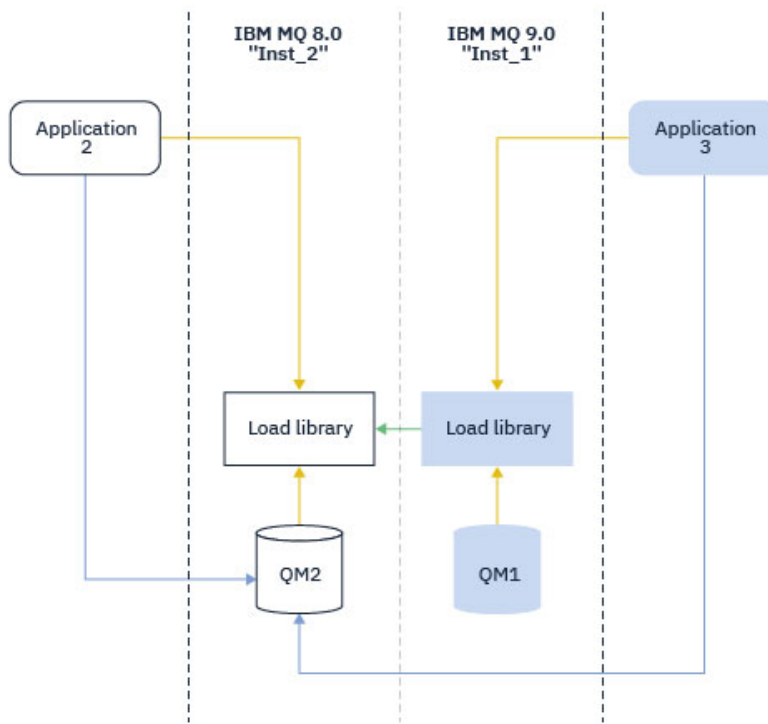 IBM MQ 8.0
"Inst_2"
IBM MQ 9.0
"Inst_1"
Application
2
Application
3
Load library
Load library
QM2
QM1